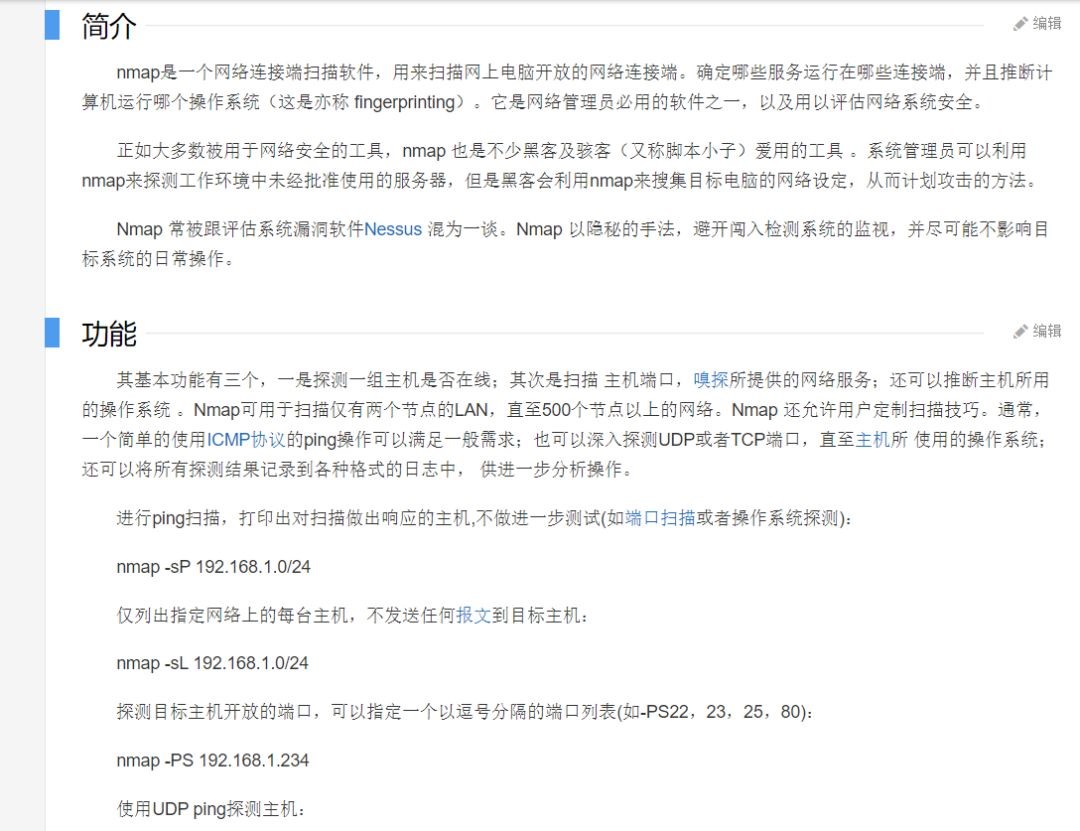 简介
编辑
nmap是一个网络连接端扫描软件，用来扫描网上电脑开放的网络连接端。确定哪些服务运行在哪些连接端，并且推断计
算机运行哪个操作系统（这是亦称 fingerprinting）。它是网络管理员必用的软件之一，以及用以评估网络系统安全。
正如大多数被用于网络安全的工具，nmap 也是不少黑客及骇客（又称脚本小子）爱用的工具 。系统管理员可以利用
nmap来探测工作环境中未经批准使用的服务器，但是黑客会利用nmap来搜集目标电脑的网络设定，从而计划攻击的方法。
Nmap 常被跟评估系统漏洞软件Nessus 混为一谈。Nmap 以隐秘的手法，避开闯入检测系统的监视，并尽可能不影响目
标系统的日常操作。
功能
编辑
其基本功能有三个，一是探测一组主机是否在线；其次是扫描 主机端口，嗅探所提供的网络服务；还可以推断主机所用
的操作系统 。Nmap可用于扫描仅有两个节点的LAN，直至500个节点以上的网络。Nmap 还允许用户定制扫描技巧。通常，
一个简单的使用ICMP协议的ping操作可以满足一般需求；也可以深入探测UDP或者TCP端口，直至主机所 使用的操作系统；
还可以将所有探测结果记录到各种格式的日志中， 供进一步分析操作。
进行ping扫描，打印出对扫描做出响应的主机,不做进一步测试(如端口扫描或者操作系统探测)：
nmap -sP 192.168.1.0/24
仅列出指定网络上的每台主机，不发送任何报文到目标主机：
nmap -sL 192.168.1.0/24
探测目标主机开放的端口，可以指定一个以逗号分隔的端口列表(如-PS22，23，25，80)：
nmap -PS 192.168.1.234
使用UDP ping探测主机：